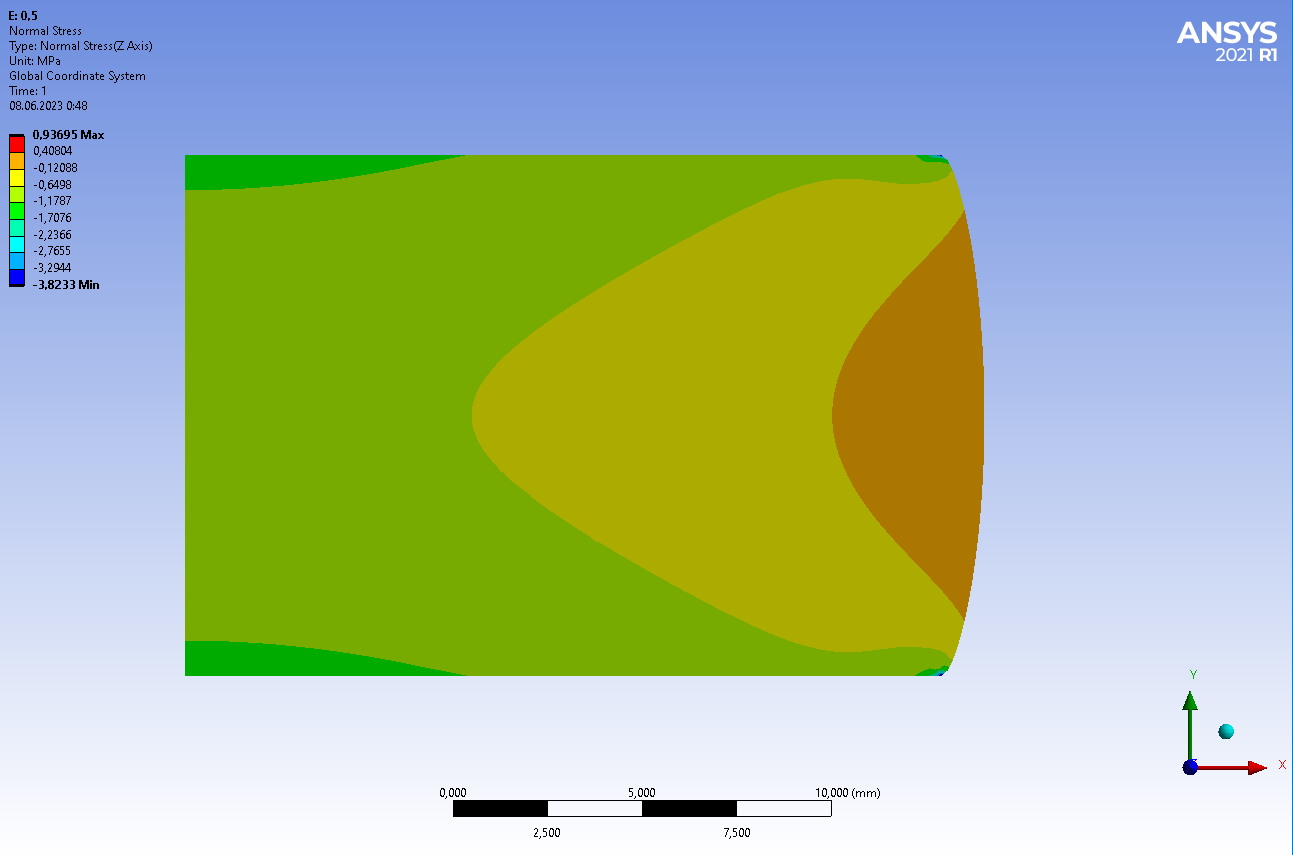 E: 0,5
Normal Stress
Type: Normal Stress(Z Axis)
Unit: MPa
Global Coordinate System
Time: 1
08.06.2023 0:48
0,93695 Max
0,40804
-0,12088
-0,6498
-1,1787
-1,7076
-2,2366
-2,7655
-3,2944
-3,8233 Min
ANSYS
2021 R1
Y
X
0,000 5,000 10,000 (mm)
2,500 7,500